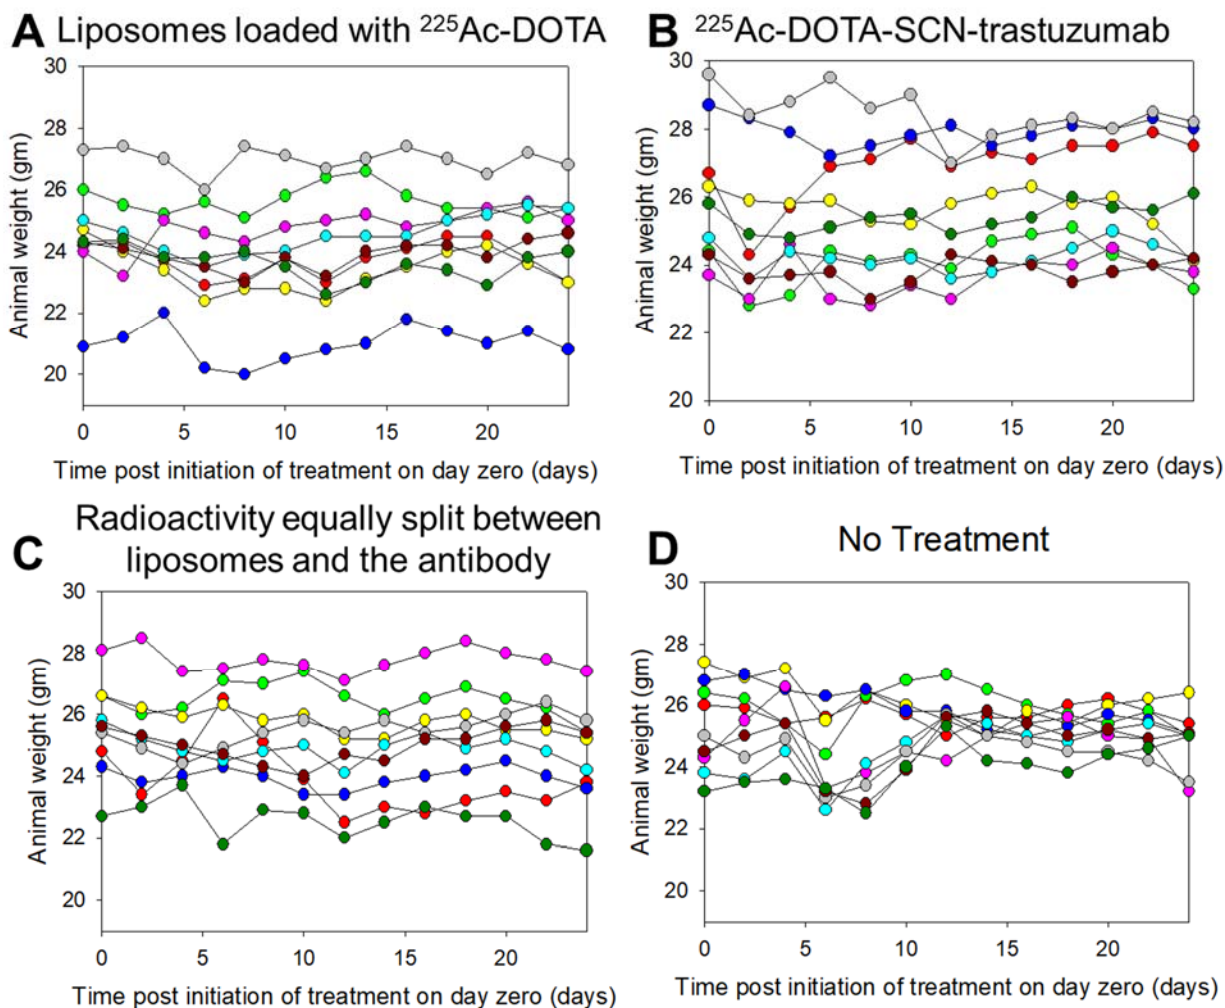 A Liposomes loaded with ²²⁵Ac-DOTA
30
28
26
24
22
20
Animal weight (gm)
0 5 10 15 20
Time post initiation of treatment on day zero (days)
B ²²⁵Ac-DOTA-SCN-trastuzumab
30
28
26
24
22
20
Animal weight (gm)
0 5 10 15 20
Time post initiation of treatment on day zero (days)
C Radioactivity equally split between
liposomes and the antibody
30
28
26
24
22
20
Animal weight (gm)
0 5 10 15 20
Time post initiation of treatment on day zero (days)
D No Treatment
30
28
26
24
22
20
Animal weight (gm)
0 5 10 15 20
Time post initiation of treatment on day zero (days)